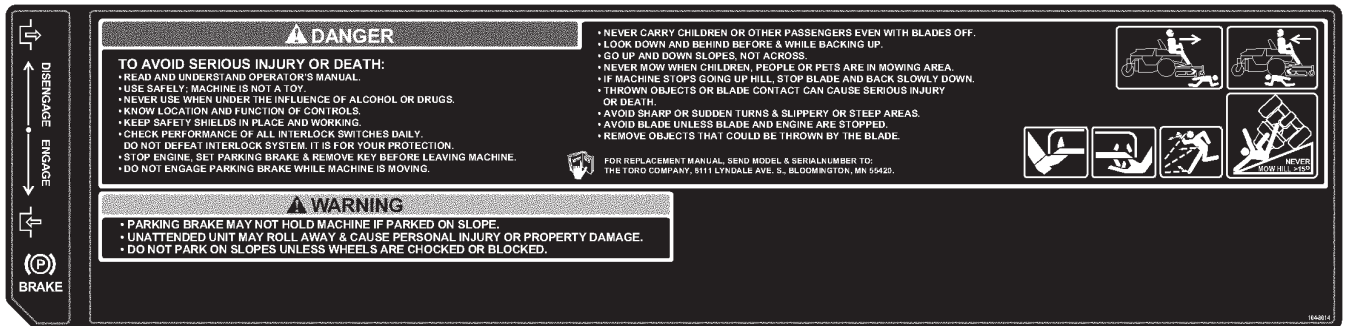 DISENGAGE ENGAGE
BRAKE
DANGER
TO AVOID SERIOUS INJURY OR DEATH:
• READ AND UNDERSTAND OPERATOR'S MANUAL.
• USE SAFELY; MACHINE IS NOT A TOY.
• NEVER USE WHEN UNDER THE INFLUENCE OF ALCOHOL OR DRUGS.
• KNOW LOCATION AND FUNCTION OF CONTROLS.
• KEEP SAFETY SHIELDS IN PLACE AND WORKING.
• CHECK PERFORMANCE OF ALL INTERLOCK SWITCHES DAILY.
DO NOT DEFEAT INTERLOCK SYSTEM. IT IS FOR YOUR PROTECTION.
• STOP ENGINE, SET PARKING BRAKE & REMOVE KEY BEFORE LEAVING MACHINE.
• DO NOT ENGAGE PARKING BRAKE WHILE MACHINE IS MOVING.
• NEVER CARRY CHILDREN OR OTHER PASSENGERS EVEN WITH BLADES OFF.
• LOOK DOWN AND BEHIND BEFORE & WHILE BACKING UP.
• GO UP AND DOWN SLOPES, NOT ACROSS.
• NEVER MOW WHEN CHILDREN, PEOPLE OR PETS ARE IN MOWING AREA.
• IF MACHINE STOPS GOING UP HILL, STOP BLADE AND BACK SLOWLY DOWN.
• THROWN OBJECTS OR BLADE CONTACT CAN CAUSE SERIOUS INJURY
OR DEATH.
• AVOID SHARP OR SUDDEN TURNS & SLIPPERY OR STEEP AREAS.
• AVOID BLADE UNLESS BLADE AND ENGINE ARE STOPPED.
• REMOVE OBJECTS THAT COULD BE THROWN BY THE BLADE.
FOR REPLACEMENT MANUAL, SEND MODEL & SERIALNUMBER TO:
THE TORO COMPANY, 8111 LYNDALE AVE. S., BLOOMINGTON, MN 55420.
NEVER
MOW HILL >15º
WARNING
• PARKING BRAKE MAY NOT HOLD MACHINE IF PARKED ON SLOPE.
• UNATTENDED UNIT MAY ROLL AWAY & CAUSE PERSONAL INJURY OR PROPERTY DAMAGE.
• DO NOT PARK ON SLOPES UNLESS WHEELS ARE CHOCKED OR BLOCKED.